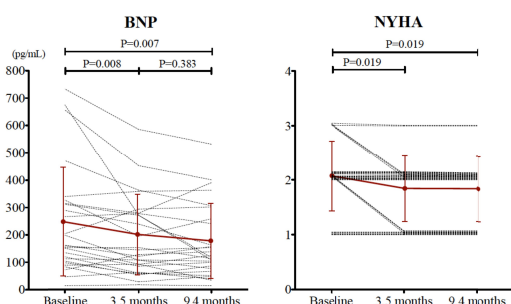 BNP
NYHA
(pg/mL)
P=0.007
P=0.008
P=0.383
P=0.019
P=0.019
800
700
600
500
400
300
200
100
0
4
3
2
1
0
Baseline 3.5 months 9.4 months
Baseline 3.5 months 9.4 months